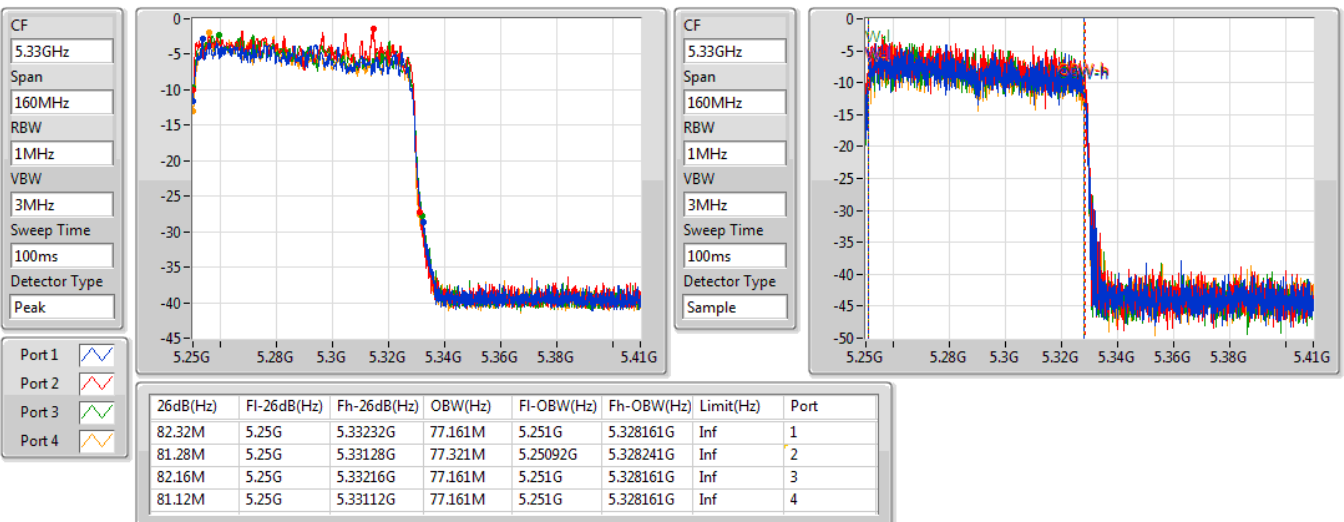 CF
5.33GHz
Span
160MHz
RBW
1MHz
VBW
3MHz
Sweep Time
100ms
Detector Type
Peak
0
-5
-10
-15
-20
-25
-30
-35
-40
-45
5.25G 5.28G 5.3G 5.32G 5.34G 5.36G 5.38G 5.41G
CF
5.33GHz
Span
160MHz
RBW
1MHz
VBW
3MHz
Sweep Time
100ms
Detector Type
Sample
0
-5
-10
-15
-20
-25
-30
-35
-40
-45
-50
5.25G 5.28G 5.3G 5.32G 5.34G 5.36G 5.38G 5.41G
Port 1
Port 2
Port 3
Port 4
26dB(Hz) Fl-26dB(Hz) Fh-26dB(Hz) OBW(Hz) Fl-OBW(Hz) Fh-OBW(Hz) Limit(Hz) Port
82.32M 5.25G 5.33232G 77.161M 5.251G 5.328161G Inf 1
81.28M 5.25G 5.33128G 77.321M 5.25092G 5.328241G Inf 2
82.16M 5.25G 5.33216G 77.161M 5.251G 5.328161G Inf 3
81.12M 5.25G 5.33112G 77.161M 5.251G 5.328161G Inf 4